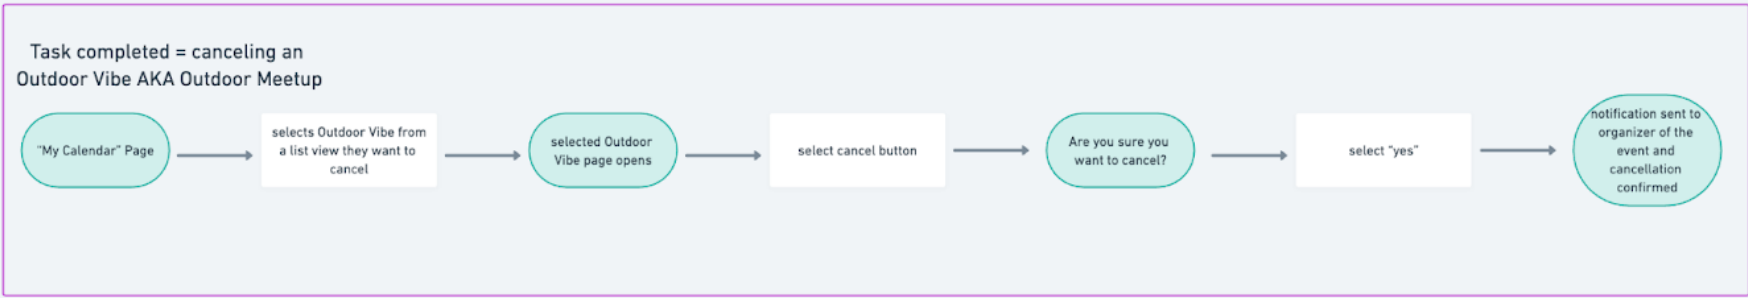 Task completed = canceling an
Outdoor Vibe AKA Outdoor Meetup
"My Calendar" Page
selects Outdoor Vibe from
a list view they want to
cancel
selected Outdoor
Vibe page opens
select cancel button
Are you sure you
want to cancel?
select "yes"
notification sent to
organizer of the
event and
cancellation
confirmed